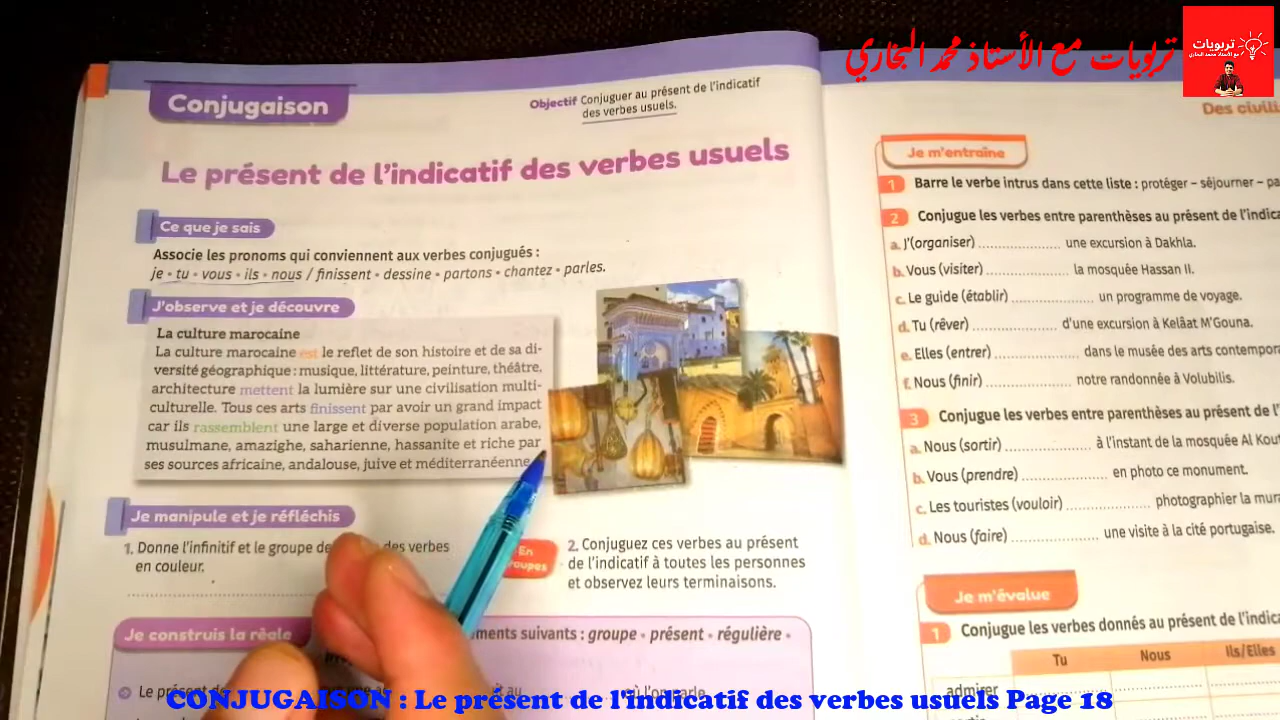 تربويات مع الأستاذ محمد البخاري
تربويات
مع الأستاذ محمد البخاري
Conjugaison
Objectif Conjuguer au présent de l'indicatif
des verbes usuels.
Le présent de l'indicatif des verbes usuels
Ce que je sais
Associe les pronoms qui conviennent aux verbes conjugués :
je • tu • vous • ils • nous / finissent • dessine • partons • chantez • parles.
J'observe et je découvre
La culture marocaine
La culture marocaine est le reflet de son histoire et de sa di-
versité géographique : musique, littérature, peinture, théâtre,
architecture mettent la lumière sur une civilisation multi-
culturelle. Tous ces arts finissent par avoir un grand impact
car ils rassemblent une large et diverse population arabe,
musulmane, amazighe, saharienne, hassanite et riche par
ses sources africaine, andalouse, juive et méditerranéenne
Je manipule et je réfléchis
1. Donne l'infinitif et le groupe de des verbes
en couleur.
En
groupes
2. Conjuguez ces verbes au présent
de l'indicatif à toutes les personnes
et observez leurs terminaisons.
Je construis la règle
ments suivants : groupe • présent • régulière •
Le présent de au où l'on parle
Des civili
Je m'entraîne
1 Barre le verbe intrus dans cette liste : protéger – séjourner – pa
2 Conjugue les verbes entre parenthèses au présent de l'indica
a. J'(organiser) .................... une excursion à Dakhla.
b. Vous (visiter) .................... la mosquée Hassan II.
c. Le guide (établir) .................... un programme de voyage.
d. Tu (rêver) .................... d'une excursion à Kelâat M'Gouna.
e. Elles (entrer) .................... dans le musée des arts contempora
f. Nous (finir) .................... notre randonnée à Volubilis.
3 Conjugue les verbes entre parenthèses au présent de l'
a. Nous (sortir) .................... à l'instant de la mosquée Al Kout
b. Vous (prendre) .................... en photo ce monument.
c. Les touristes (vouloir) .................... photographier la mura
d. Nous (faire) .................... une visite à la cité portugaise.
Je m'évalue
1 Conjugue les verbes donnés au présent de l'indica
Tu Nous Ils/Elles
admirer
CONJUGAISON : Le présent de l'indicatif des verbes usuels Page 18